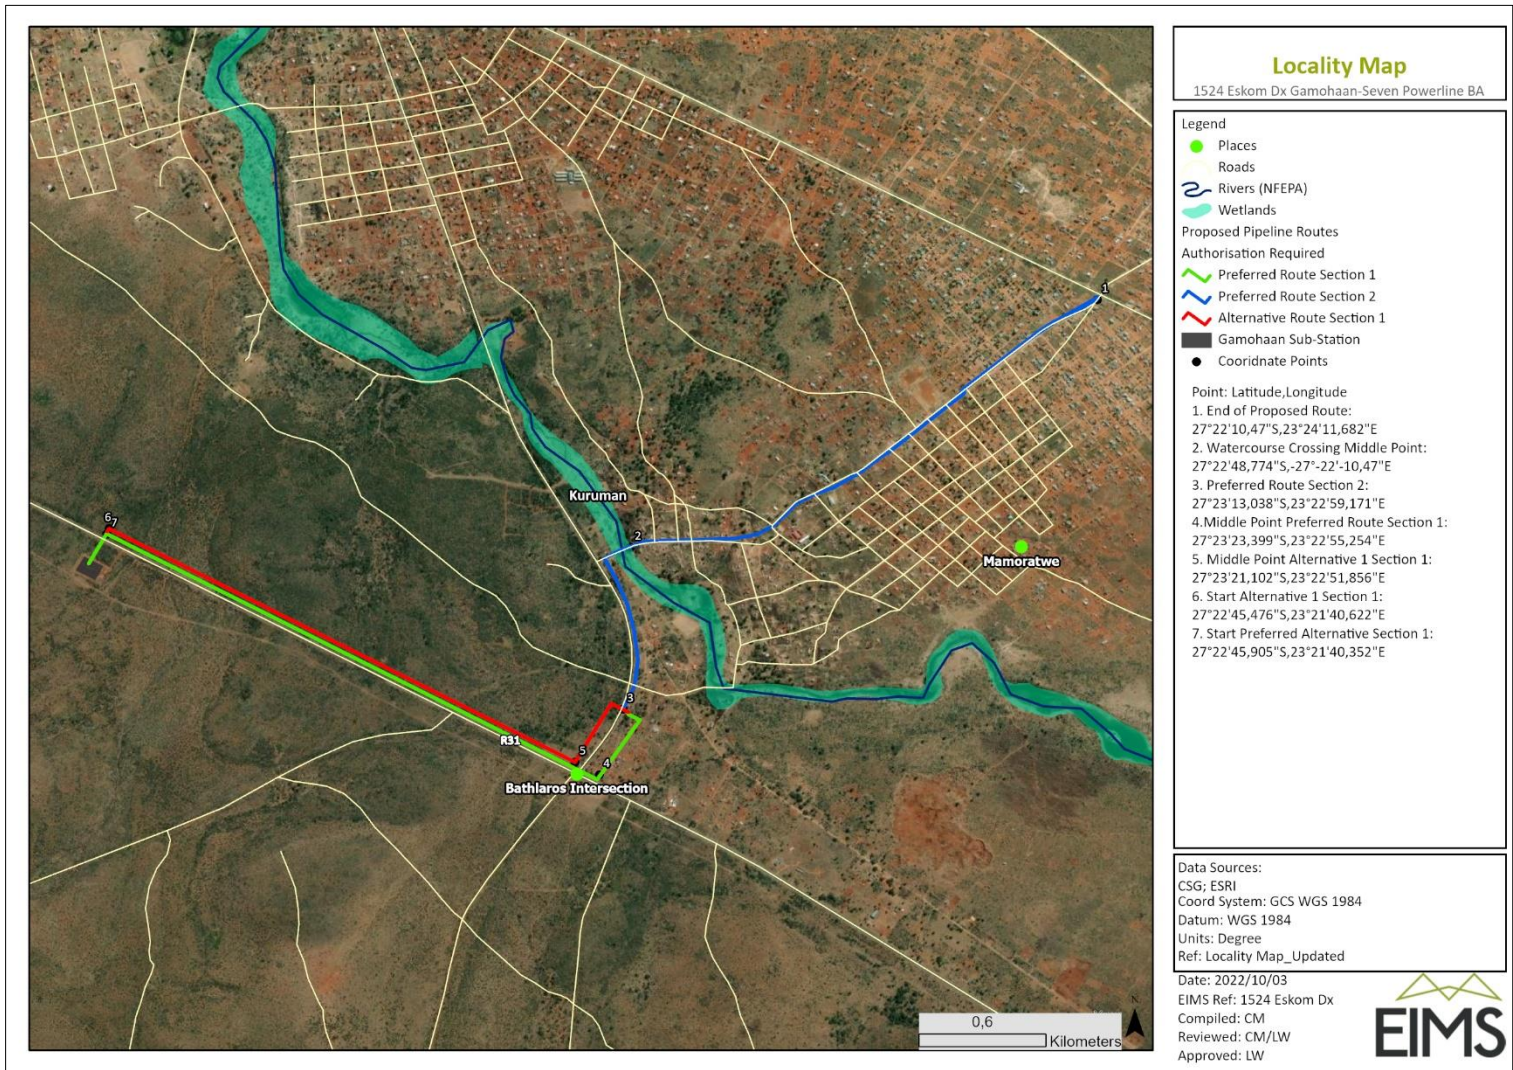 Locality Map
1524 Eskom Dx Gamohaan-Seven Powerline BA
Legend
Places
Roads
Rivers (NFEPA)
Wetlands
Proposed Pipeline Routes
Authorisation Required
Preferred Route Section 1
Preferred Route Section 2
Alternative Route Section 1
Gamohaan Sub-Station
Cooridnate Points
Point: Latitude,Longitude
1. End of Proposed Route:
27°22'10,47"S,23°24'11,682"E
2. Watercourse Crossing Middle Point:
27°22'48,774"S,-27°-22'-10,47"E
3. Preferred Route Section 2:
27°23'13,038"S,23°22'59,171"E
4.Middle Point Preferred Route Section 1:
27°23'23,399"S,23°22'55,254"E
5. Middle Point Alternative 1 Section 1:
27°23'21,102"S,23°22'51,856"E
6. Start Alternative 1 Section 1:
27°22'45,476"S,23°21'40,622"E
7. Start Preferred Alternative Section 1:
27°22'45,905"S,23°21'40,352"E
Data Sources:
CSG; ESRI
Coord System: GCS WGS 1984
Datum: WGS 1984
Units: Degree
Ref: Locality Map_Updated
Date: 2022/10/03
EIMS Ref: 1524 Eskom Dx
Compiled: CM
Reviewed: CM/LW
Approved: LW
EIMS
1
Kuruman
67
2
Mamoratwe
3
R31
5
4
Bathlaros Intersection
N
0,6
Kilometers